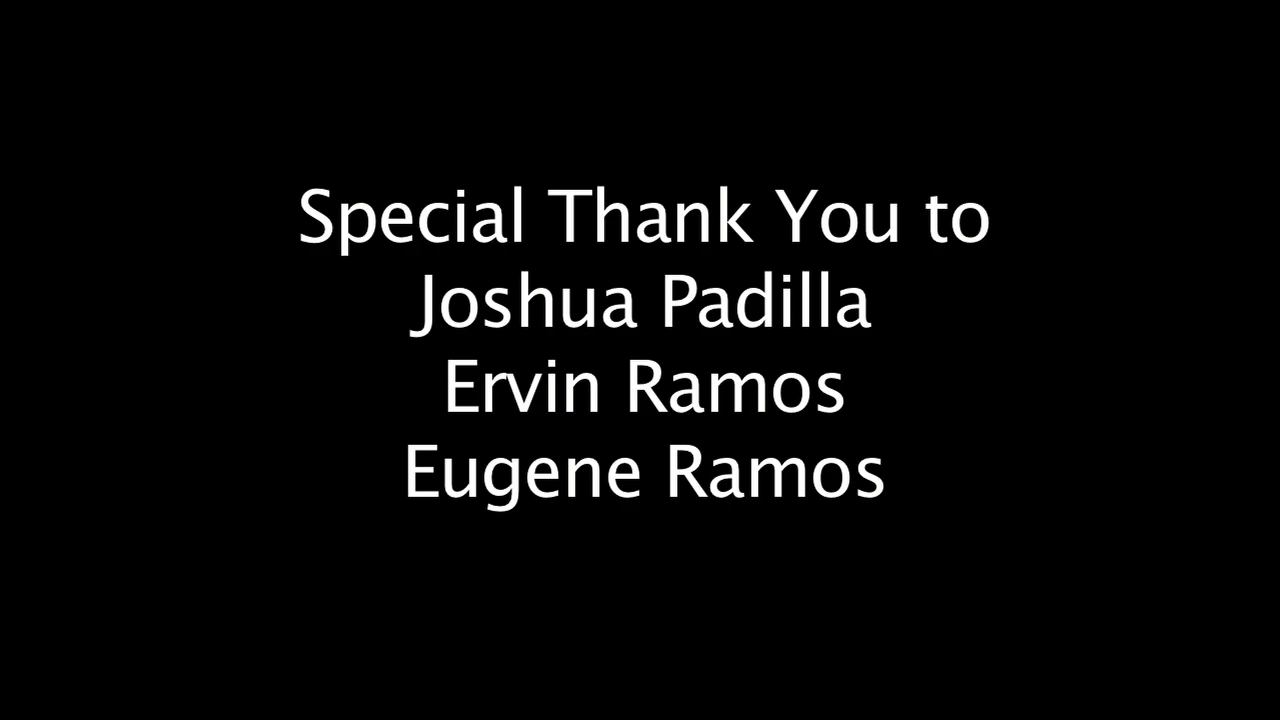 Special Thank You to
Joshua Padilla
Ervin Ramos
Eugene Ramos